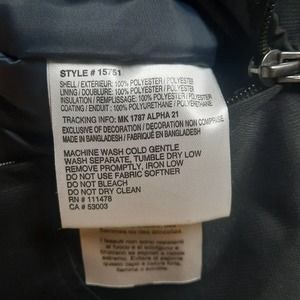 STYLE # 15751
SHELL / EXTERIEUR: 100% POLYESTER / POLYESTER
LINING / DOUBLURE: 100% POLYESTER / POLYESTER
INSULATION / REMPLISSAGE: 100% POLYESTER / POLYESTER
COATING / ENDUIT : 100% POLYURETHANE / POLYURETHANE
TRACKING INFO: MK 1787 ALPHA 21
EXCLUSIVE OF DECORATION / DECORATION NON COMPRISE
MADE IN BANGLADESH / FABRIQUÉ EN BANGLADESH
MACHINE WASH COLD GENTLE
WASH SEPARATE, TUMBLE DRY LOW
REMOVE PROMPTLY, IRON LOW
DO NOT USE FABRIC SOFTNER
DO NOT BLEACH
DO NOT DRY CLEAN
RN # 111478
CA # 53003